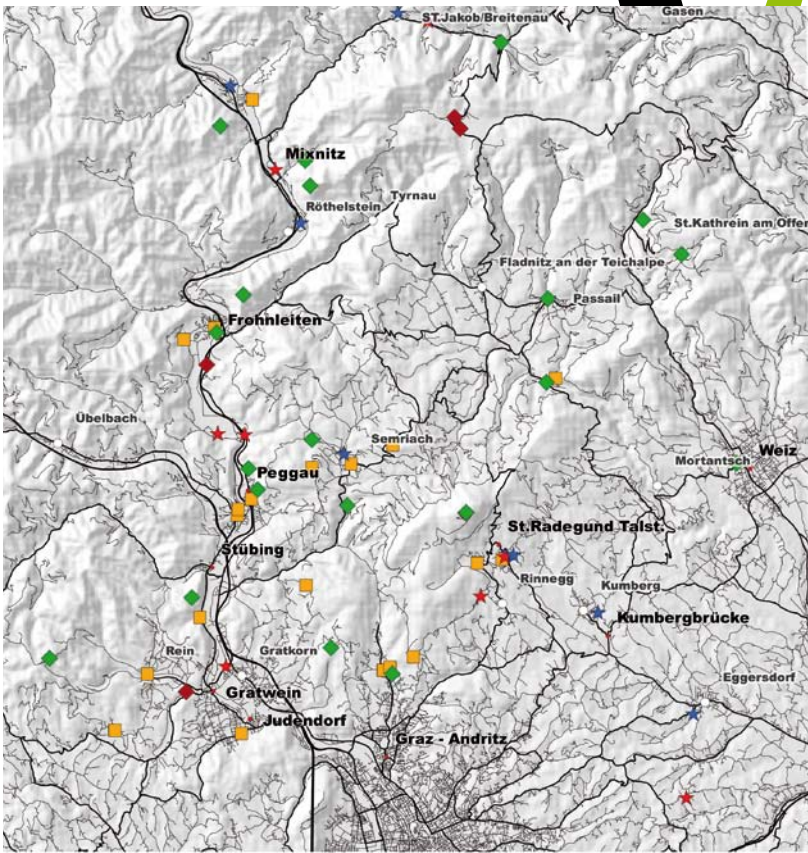 Gasen
ST.Jakob/Breitenau
Mixnitz
Tyrnau
Röthelstein
St.Kathrein am Offen
Fladnitz an der Teichalpe
Passail
Frohnleiten
Übelbach
Semriach
Weiz
Mortantsch
Peggau
St.Radegund Talst.
Stübing
Rinnegg
Kumberg
Kumbergbrücke
Rein
Gratkorn
Eggersdorf
Gratwein
Judendorf
Graz - Andritz